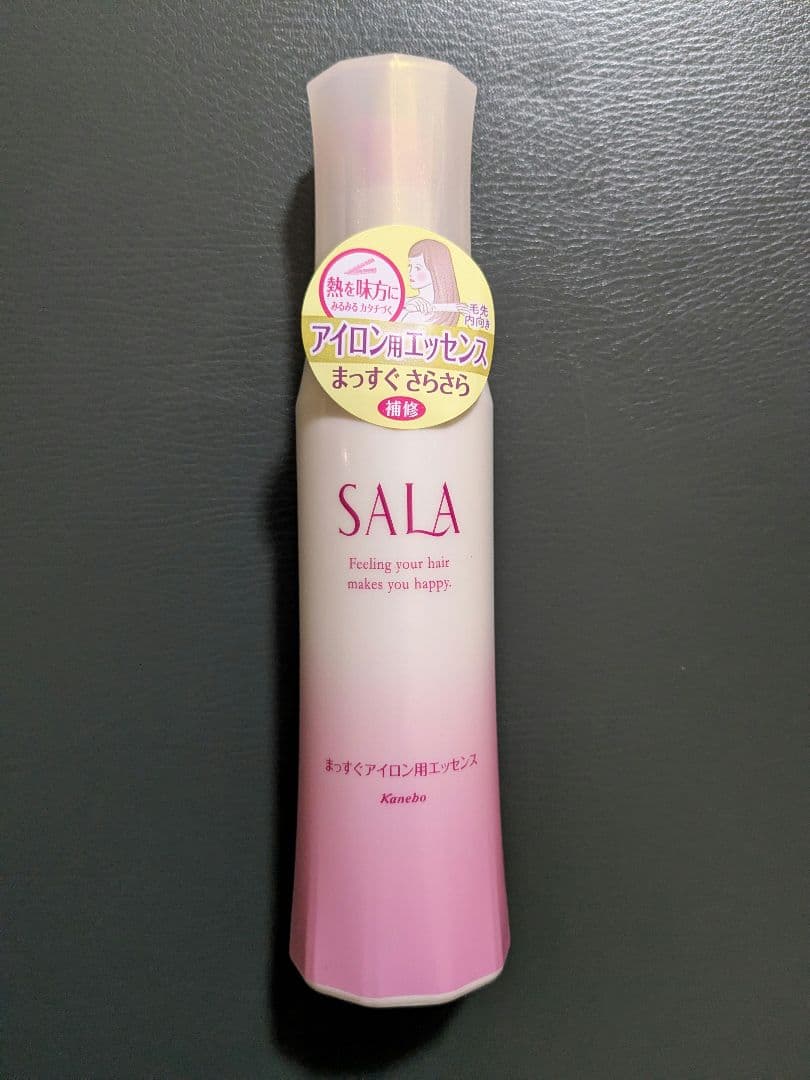 熱を味方に
みるみる カタチづく
毛先
内向き
アイロン用エッセンス
まっすぐ さらさら
補修
SALA
Feeling your hair
makes you happy.
まっすぐアイロン用エッセンス
Kanebo